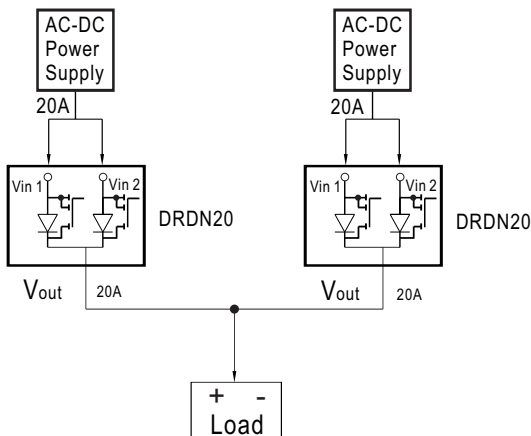 AC-DC
Power
Supply
AC-DC
Power
Supply
20A
20A
Vin 1
Vin 2
DRDN20
Vin 1
Vin 2
DRDN20
Vout
20A
Vout
20A
+ -
Load